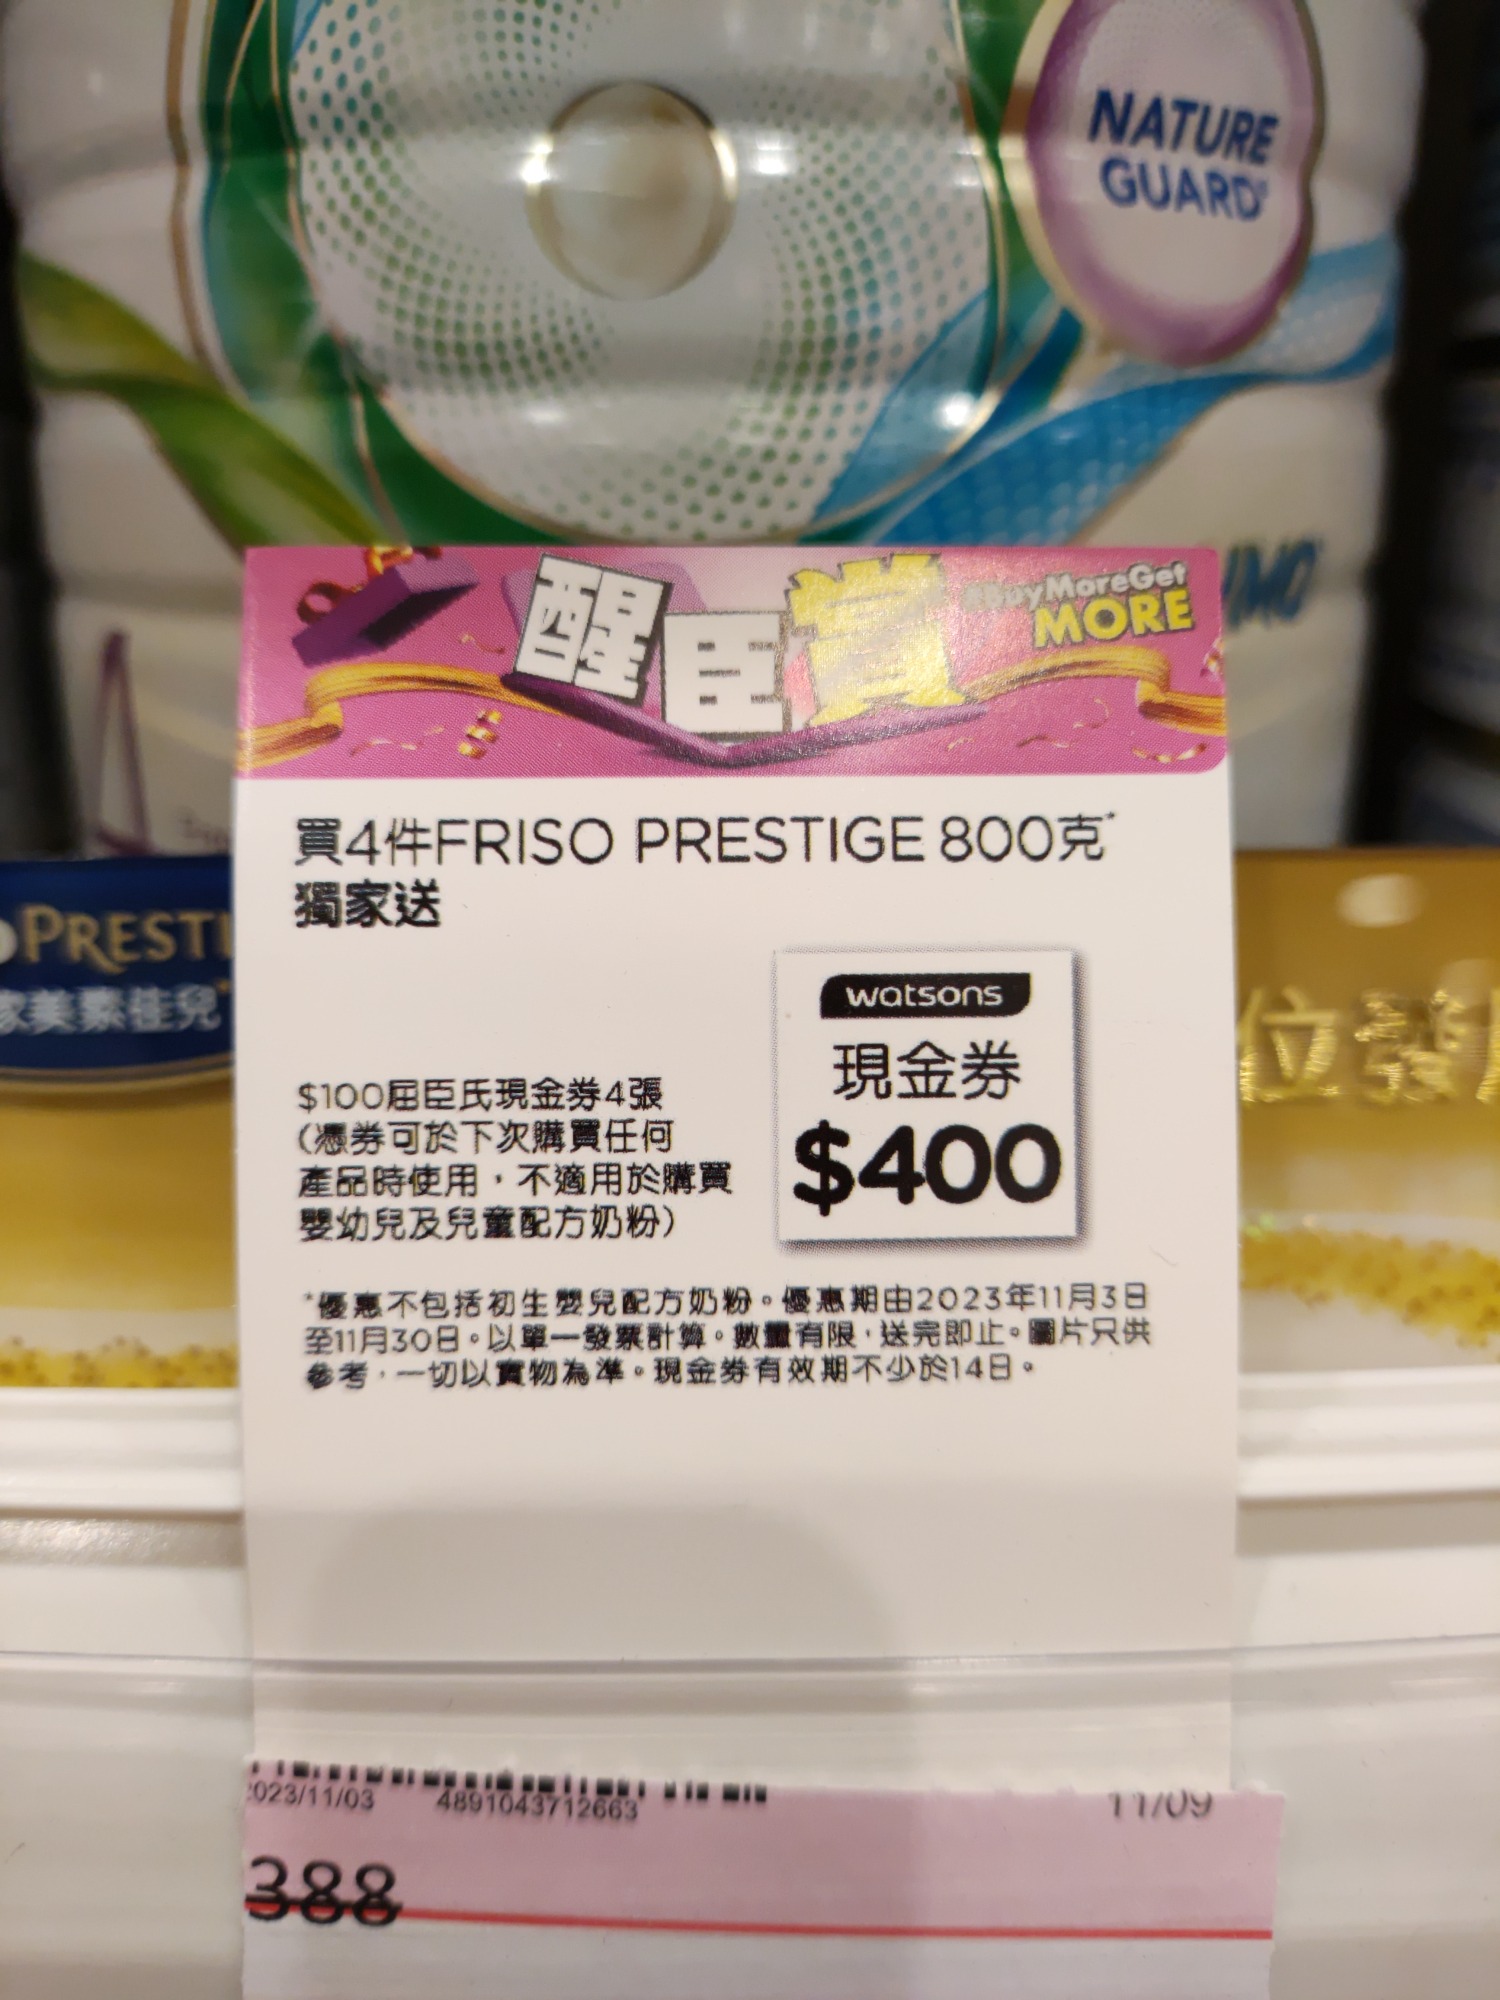 NATURE
GUARD
醒臣賞
#BuyMoreGet
MORE
買4件FRISO PRESTIGE 800克*
獨家送
PRESTI
家美素佳兒
watsons
現金券
$400
$100屈臣氏現金券4張
(憑券可於下次購買任何
產品時使用，不適用於購買
嬰幼兒及兒童配方奶粉)
*優惠不包括初生嬰兒配方奶粉。優惠期由2023年11月3日
至11月30日。以單一發票計算。數量有限，送完即止。圖片只供
參考，一切以實物為準。現金券有效期不少於14日。
位發
2023/11/03
4891043712663
11/09
388